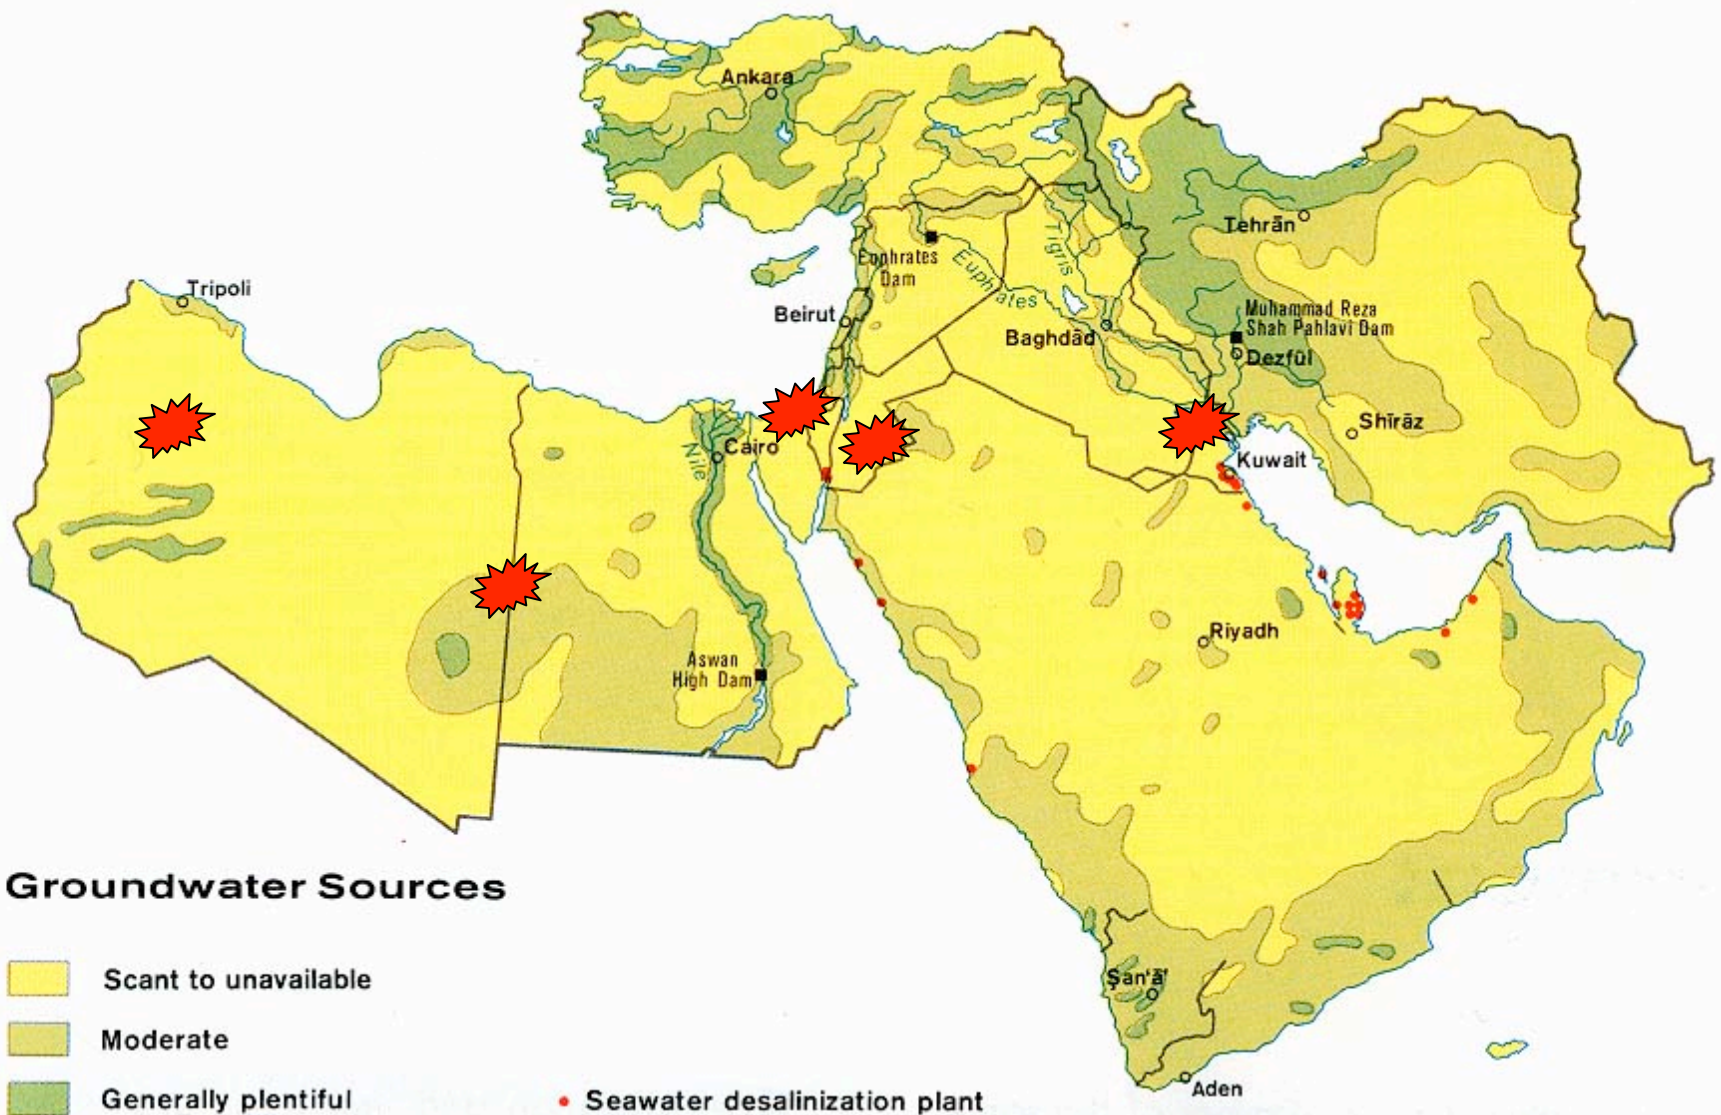 Ankara
Tehrān
Tigris
Euphrates
Dam
Euphrates
Tripoli
Beirut
Baghdād
Muhammad Reza
Shah Pahlavi Dam
Dezfūl
Shīrāz
Cairo
Nile
Kuwait
Riyadh
Aswan
High Dam
Groundwater Sources
Scant to unavailable
Moderate
Generally plentiful
Seawater desalinization plant
Şan'ā'
Aden